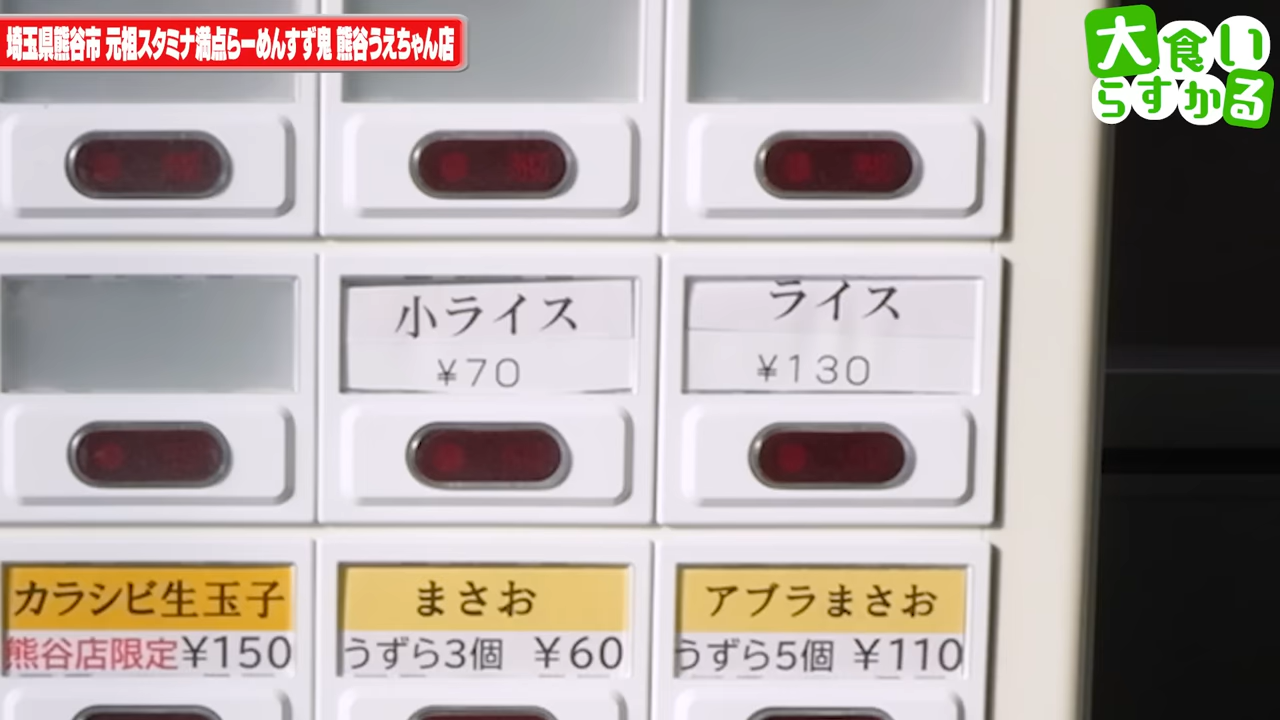 埼玉県熊谷市 元祖スタミナ満点らーめんすず鬼 熊谷うえちゃん店
大食い
らすかる
小ライス
¥70
ライス
¥130
カラシビ生玉子
熊谷店限定¥150
まさお
うずら3個 ¥60
アブラまさお
うずら5個 ¥110